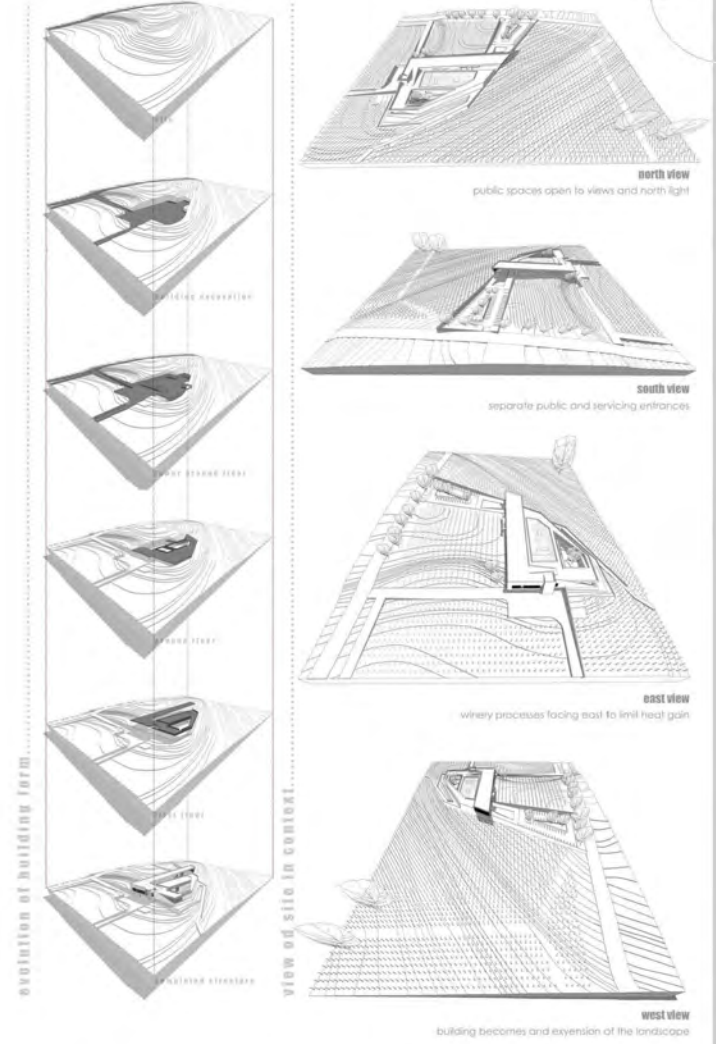 evolution of building form
site
building excavation
lower ground floor
ground floor
first floor
completed structure
view od site in context
north view
public spaces open to views and north light
south view
separate public and servicing entrances
east view
winery processes facing east to limit heat gain
west view
building becomes and exyension of the landscape